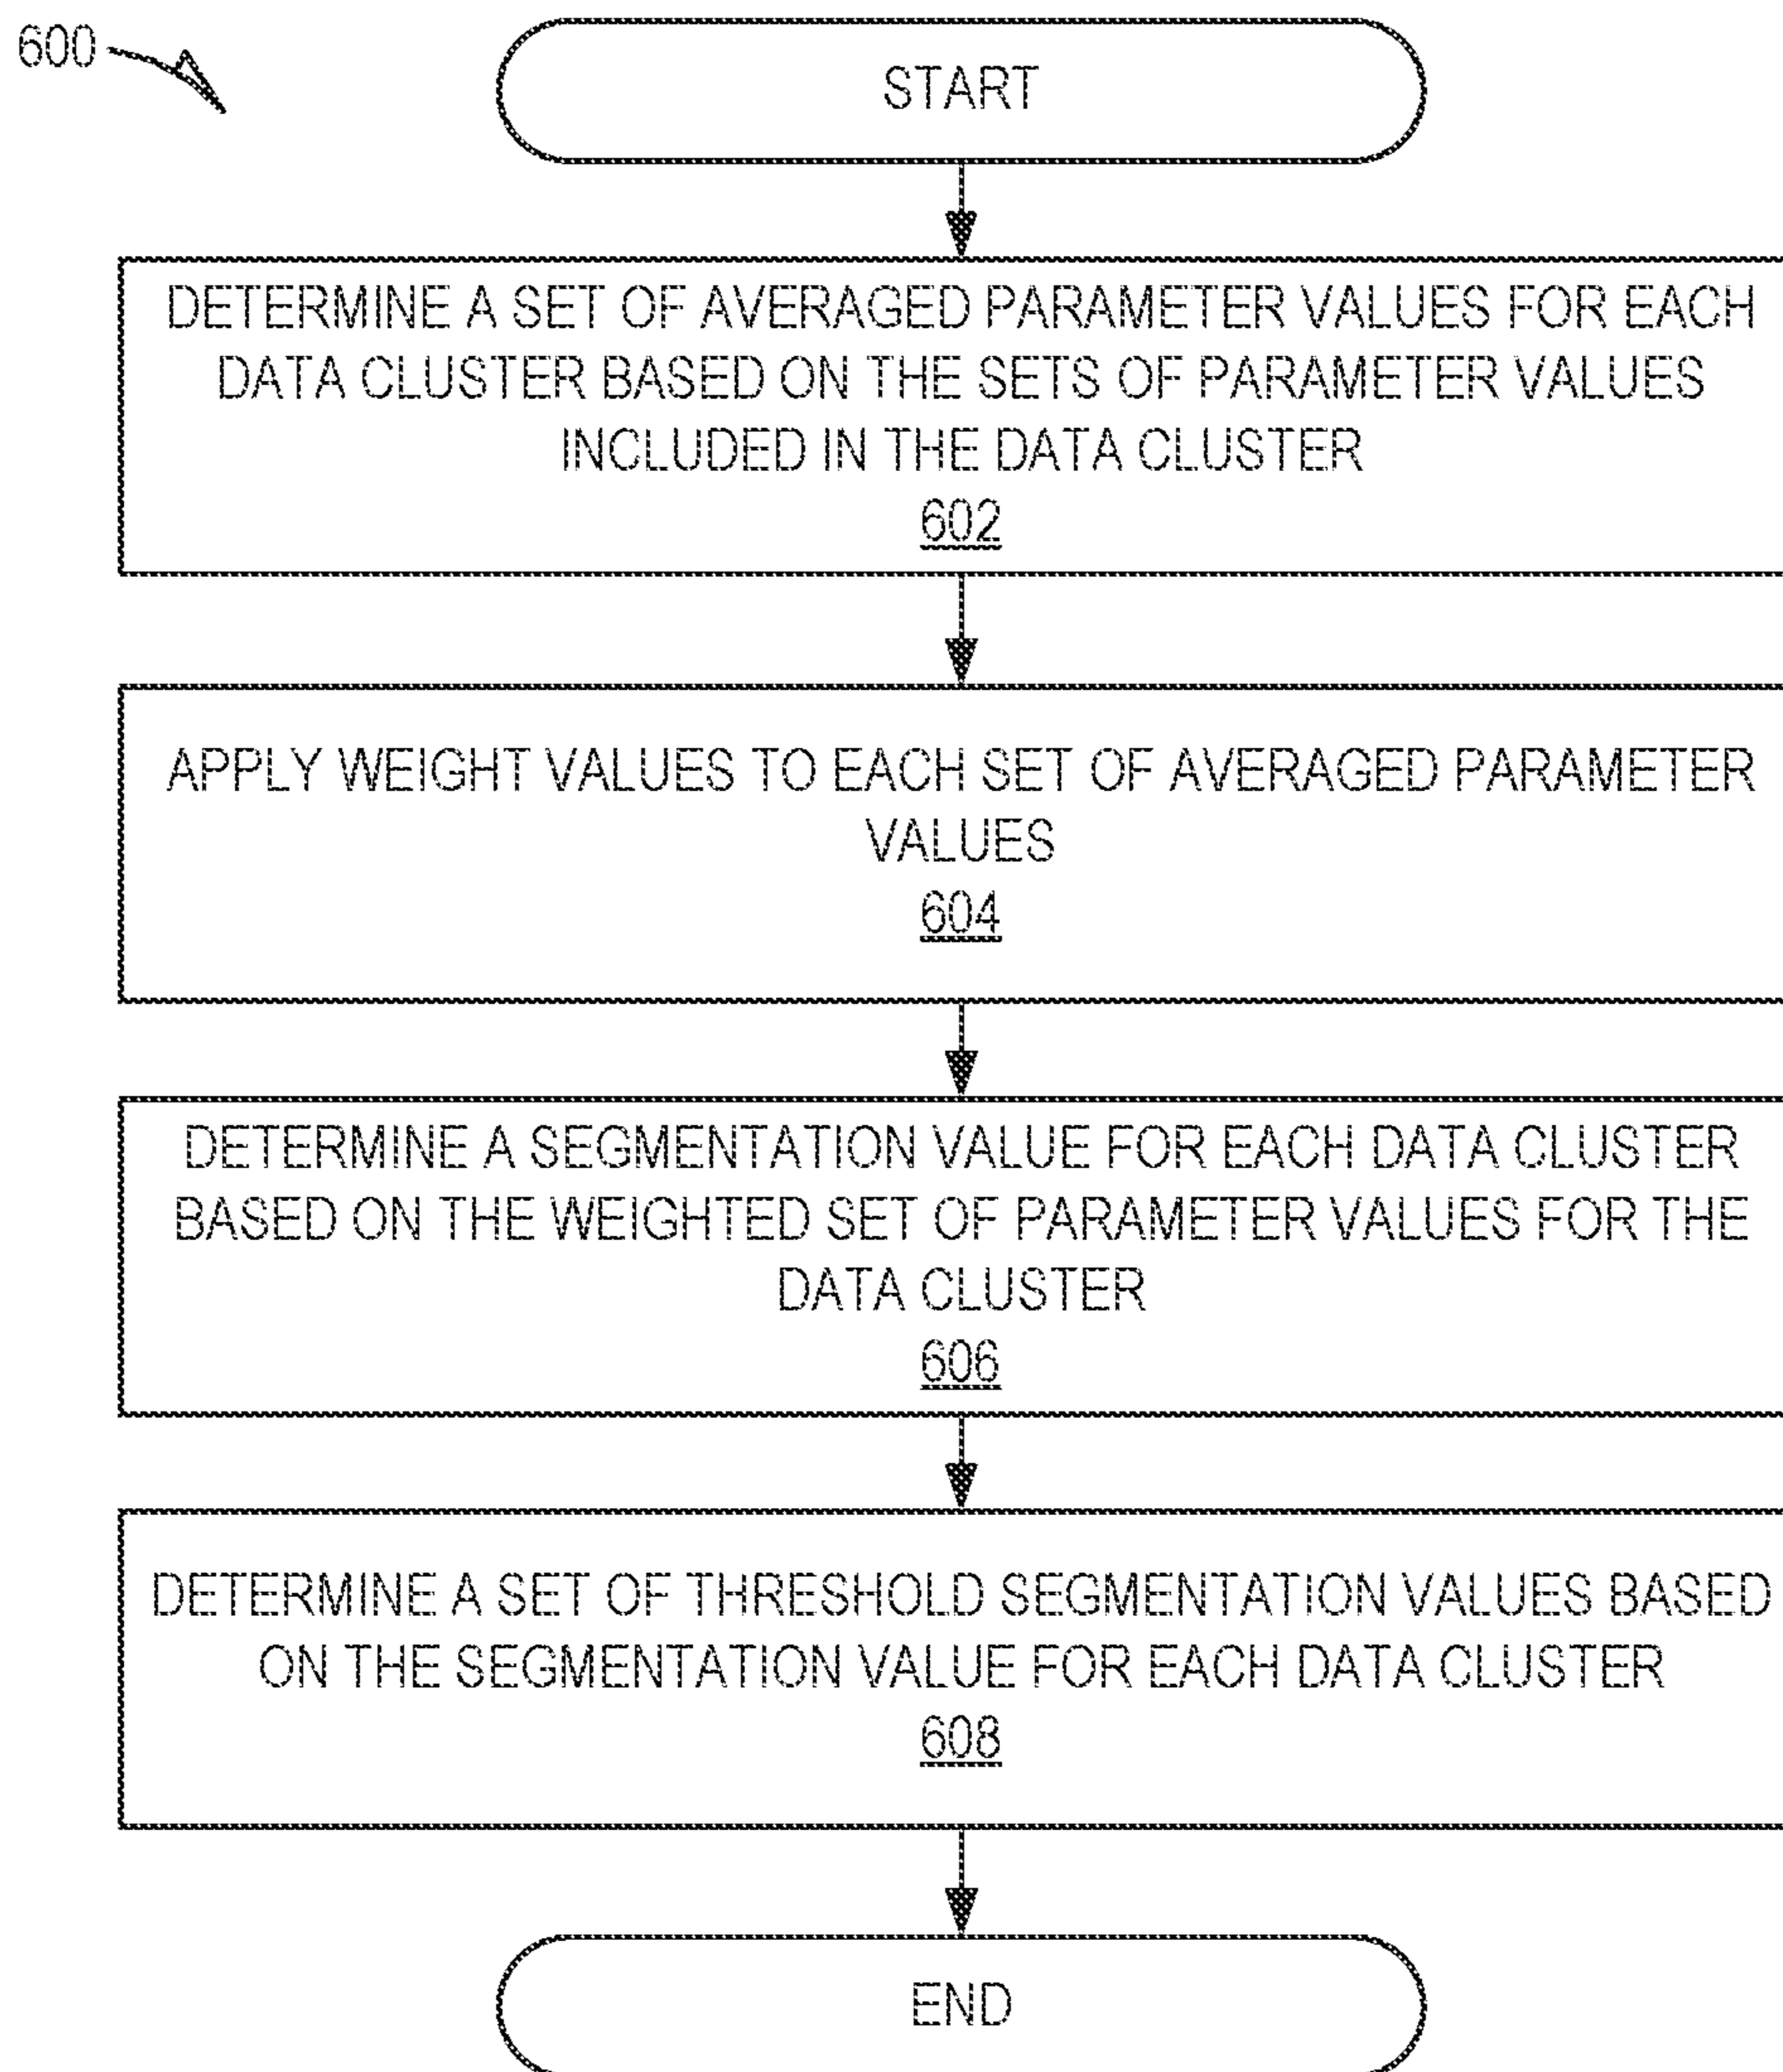 600
START
DETERMINE A SET OF AVERAGED PARAMETER VALUES FOR EACH
DATA CLUSTER BASED ON THE SETS OF PARAMETER VALUES
INCLUDED IN THE DATA CLUSTER
602
APPLY WEIGHT VALUES TO EACH SET OF AVERAGED PARAMETER
VALUES
604
DETERMINE A SEGMENTATION VALUE FOR EACH DATA CLUSTER
BASED ON THE WEIGHTED SET OF PARAMETER VALUES FOR THE
DATA CLUSTER
606
DETERMINE A SET OF THRESHOLD SEGMENTATION VALUES BASED
ON THE SEGMENTATION VALUE FOR EACH DATA CLUSTER
608
END